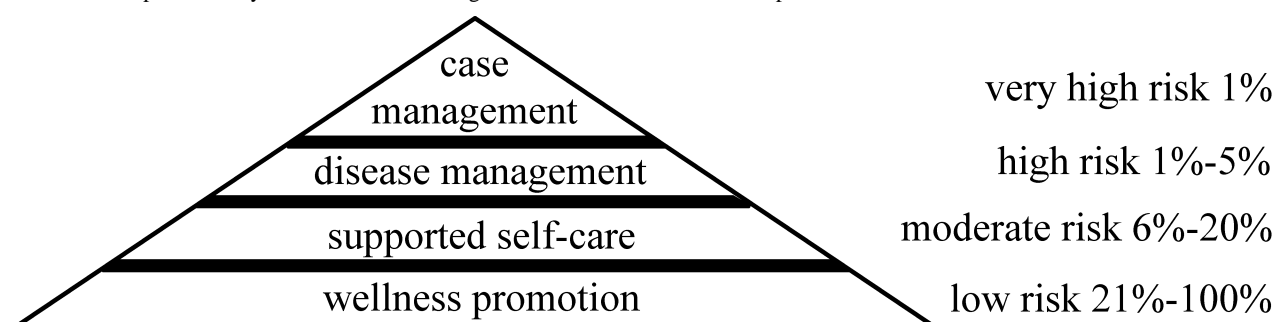 case
management
very high risk 1%
disease management
high risk 1%-5%
supported self-care
moderate risk 6%-20%
wellness promotion
low risk 21%-100%